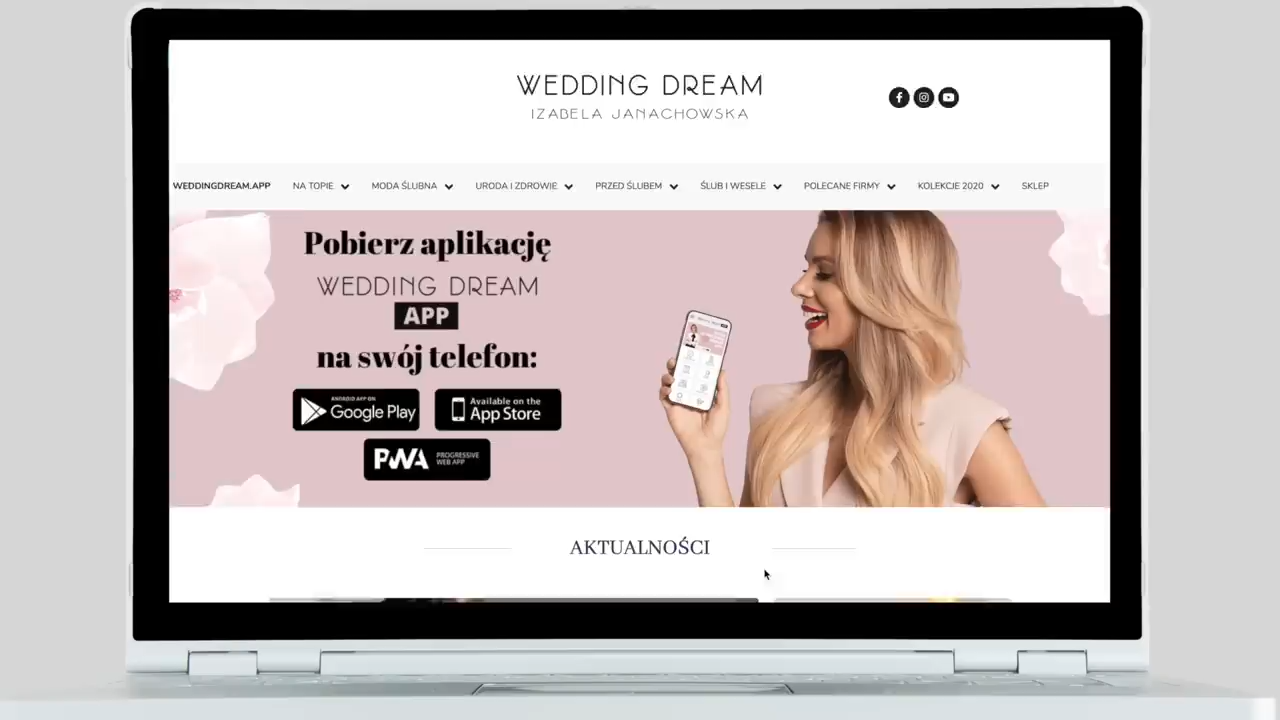 WEDDING DREAM
IZABELA JANACHOWSKA
WEDDINGDREAM.APP NA TOPIE MODA ŚLUBNA URODA I ZDROWIE PRZED ŚLUBEM ŚLUB I WESELE POLECANE FIRMY KOLEKCJE 2020 SKLEP
Pobierz aplikację
WEDDING DREAM
APP
na swój telefon:
ANDROID APP ON
Google Play
Available on the
App Store
PWA PROGRESSIVE
WEB APP
AKTUALNOŚCI